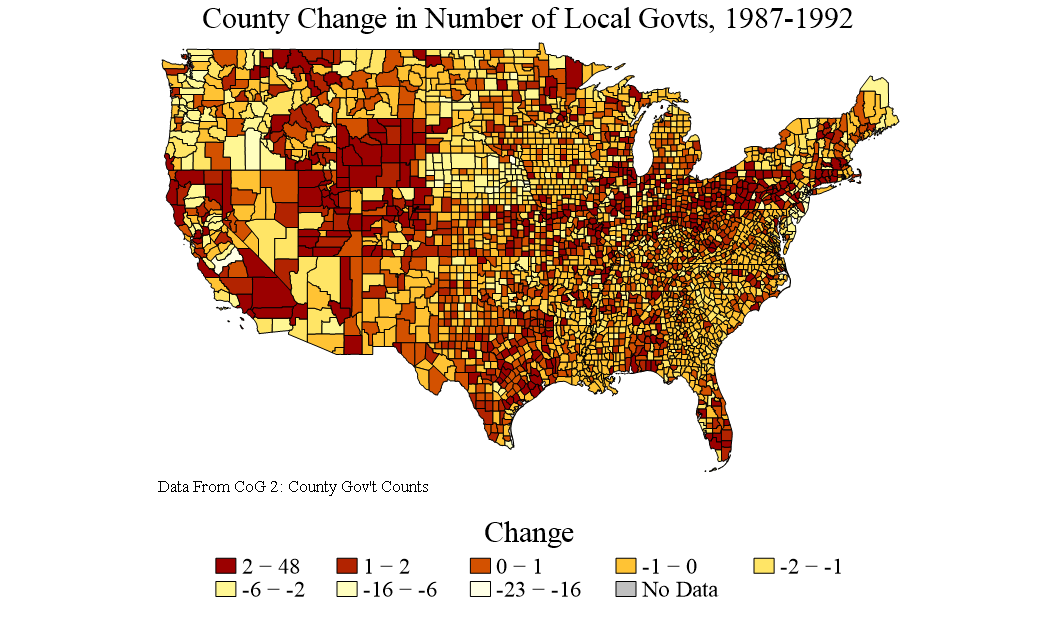 County Change in Number of Local Govts, 1987-1992
Data From CoG 2: County Gov't Counts
Change
2 − 48 1 − 2 0 − 1 -1 − 0 -2 − -1
-6 − -2 -16 − -6 -23 − -16 No Data